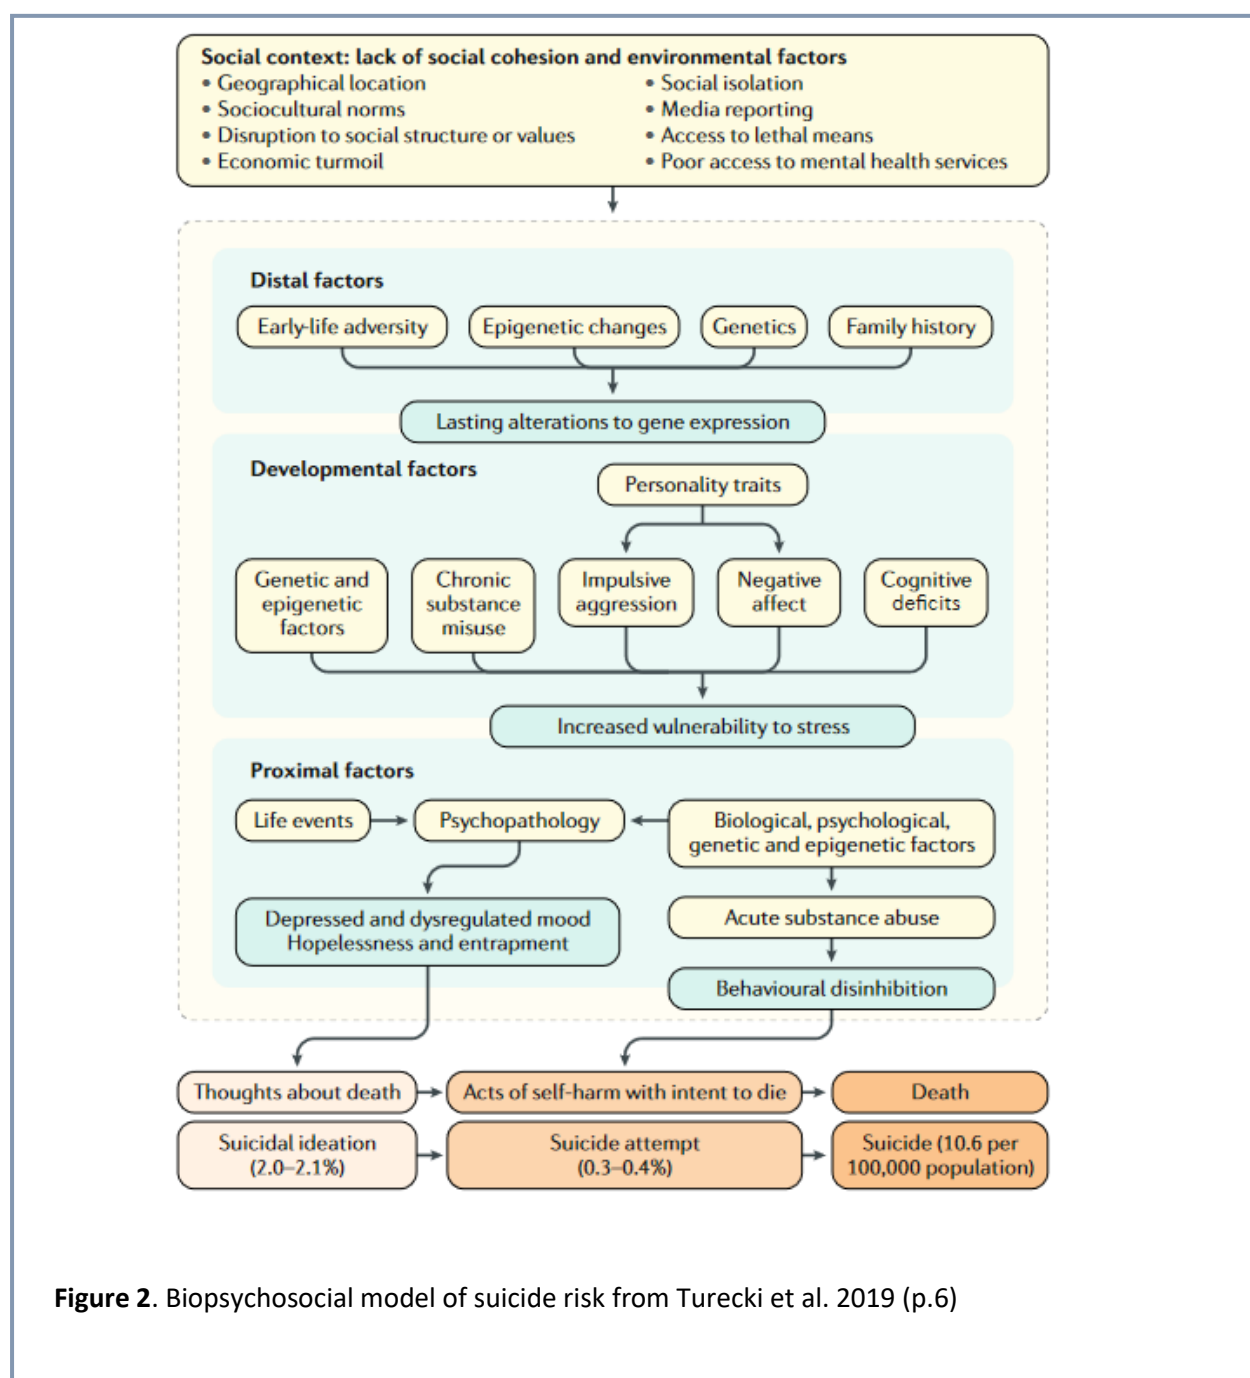 Social context: lack of social cohesion and environmental factors
• Geographical location
• Sociocultural norms
• Disruption to social structure or values
• Economic turmoil
• Social isolation
• Media reporting
• Access to lethal means
• Poor access to mental health services
Distal factors
Early-life adversity
Epigenetic changes
Genetics
Family history
Lasting alterations to gene expression
Developmental factors
Personality traits
Genetic and
epigenetic
factors
Chronic
substance
misuse
Impulsive
aggression
Negative
affect
Cognitive
deficits
Increased vulnerability to stress
Proximal factors
Life events
Psychopathology
Biological, psychological,
genetic and epigenetic factors
Depressed and dysregulated mood
Hopelessness and entrapment
Acute substance abuse
Behavioural disinhibition
Thoughts about death
Acts of self-harm with intent to die
Death
Suicidal ideation
(2.0–2.1%)
Suicide attempt
(0.3–0.4%)
Suicide (10.6 per
100,000 population)
Figure 2. Biopsychosocial model of suicide risk from Turecki et al. 2019 (p.6)